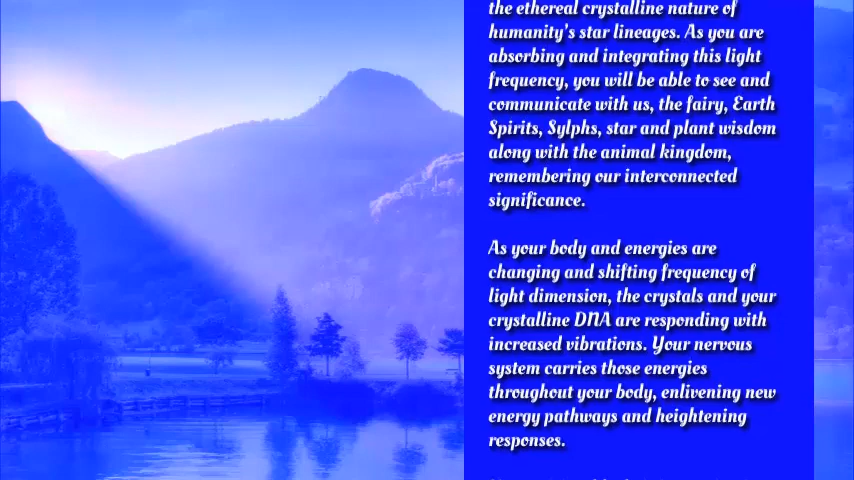 the ethereal crystalline nature of
humanity's star lineages. As you are
absorbing and integrating this light
frequency, you will be able to see and
communicate with us, the fairy, Earth
Spirits, Sylphs, star and plant wisdom
along with the animal kingdom,
remembering our interconnected
significance.
As your body and energies are
changing and shifting frequency of
light dimension, the crystals and your
crystalline DNA are responding with
increased vibrations. Your nervous
system carries those energies
throughout your body, enlivening new
energy pathways and heightening
responses.